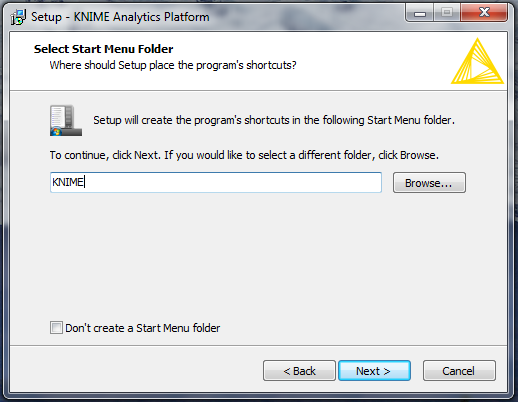 Setup - KNIME Analytics Platform
Select Start Menu Folder
Where should Setup place the program's shortcuts?
Setup will create the program's shortcuts in the following Start Menu folder.
To continue, click Next. If you would like to select a different folder, click Browse.
KNIME
Browse...
Don't create a Start Menu folder
< Back
Next >
Cancel